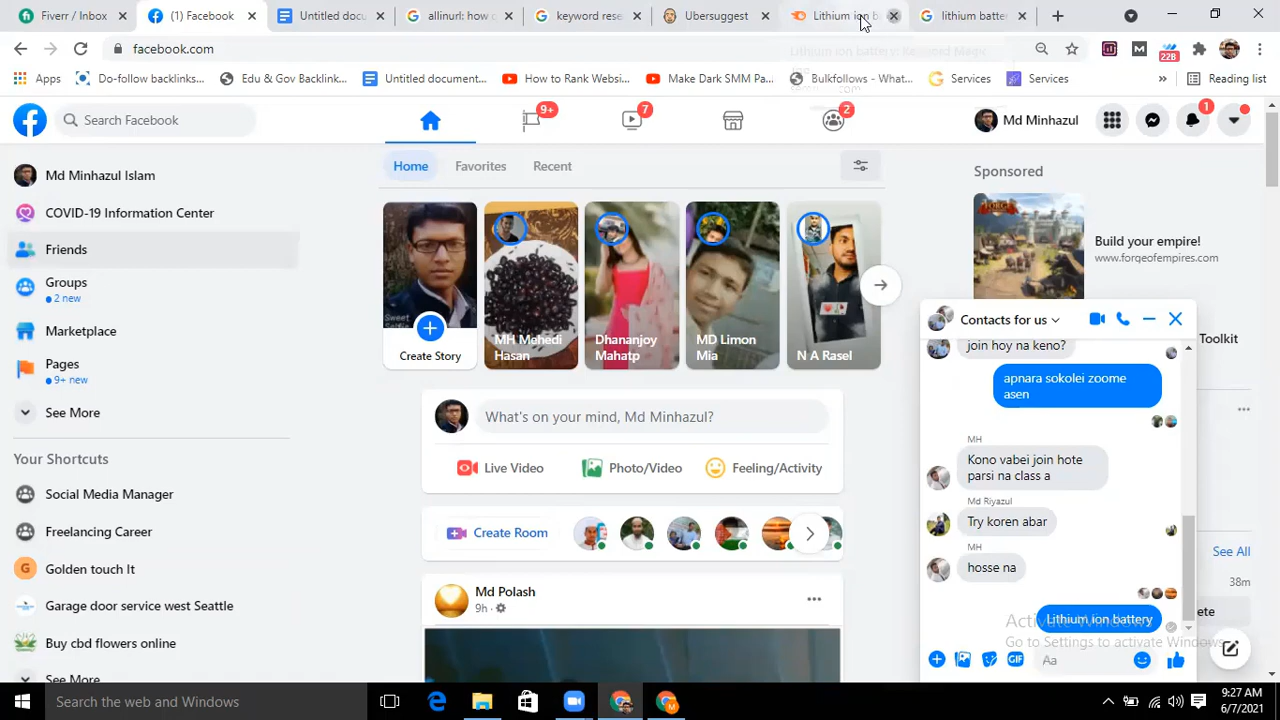 Fiverr / Inbox
(1) Facebook
Untitled docu
allinurl: how c
keyword rese
Ubersuggest
Lithium ion b
lithium batte
facebook.com
22B
Apps
Do-follow backlinks...
Edu & Gov Backlink...
Untitled document...
How to Rank Websi...
Make Dark SMM Pa...
Bulkfollows - What...
Services
Services
»
Reading list
Search Facebook
9+
7
2
Md Minhazul
1
Md Minhazul Islam
COVID-19 Information Center
Friends
Groups
2 new
Marketplace
Pages
9+ new
See More
Your Shortcuts
Social Media Manager
Freelancing Career
G
Golden touch It
Garage door service west Seattle
Buy cbd flowers online
See More
Home
Favorites
Recent
Create Story
MH Mehedi
Hasan
Dhananjoy
Mahatp
MD Limon
Mia
N A Rasel
What's on your mind, Md Minhazul?
Live Video
Photo/Video
Feeling/Activity
Create Room
Md Polash
9h
Sponsored
Build your empire!
www.forgeofempires.com
Toolkit
See All
38m
ete
Contacts for us
join hoy na keno?
apnara sokolei zoome
asen
MH
Kono vabei join hote
parsi na class a
Md Riyazul
Try koren abar
MH
hosse na
Lithium ion battery
Activate Windows
Go to Settings to activate Windows.
GIF
Aa
Search the web and Windows
9:27 AM
6/7/2021